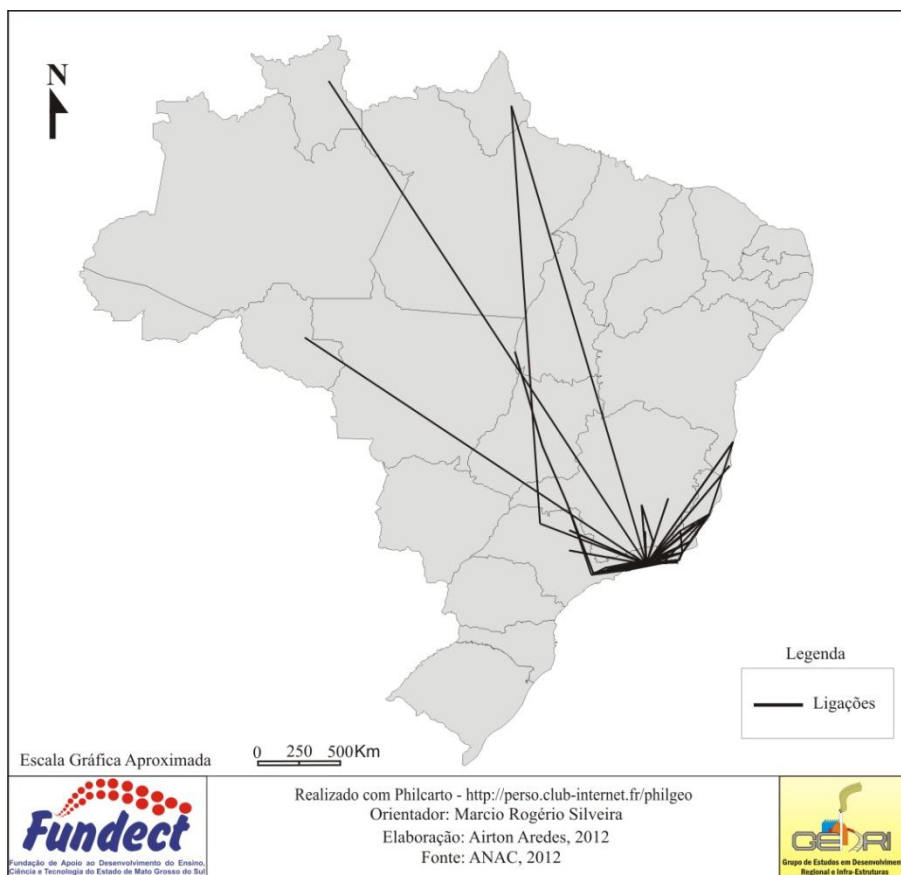 N
Legenda
Ligações
Escala Gráfica Aproximada
0 250 500Km
Fundect
Fundação de Apoio ao Desenvolvimento do Ensino,
Ciência e Tecnologia do Estado de Mato Grosso do Sul
Realizado com Philcarto - http://perso.club-internet.fr/philgeo
Orientador: Marcio Rogério Silveira
Elaboração: Airton Aredes, 2012
Fonte: ANAC, 2012
GEDRI
Grupo de Estudos em Desenvolvimento
Regional e Infra-Estruturas